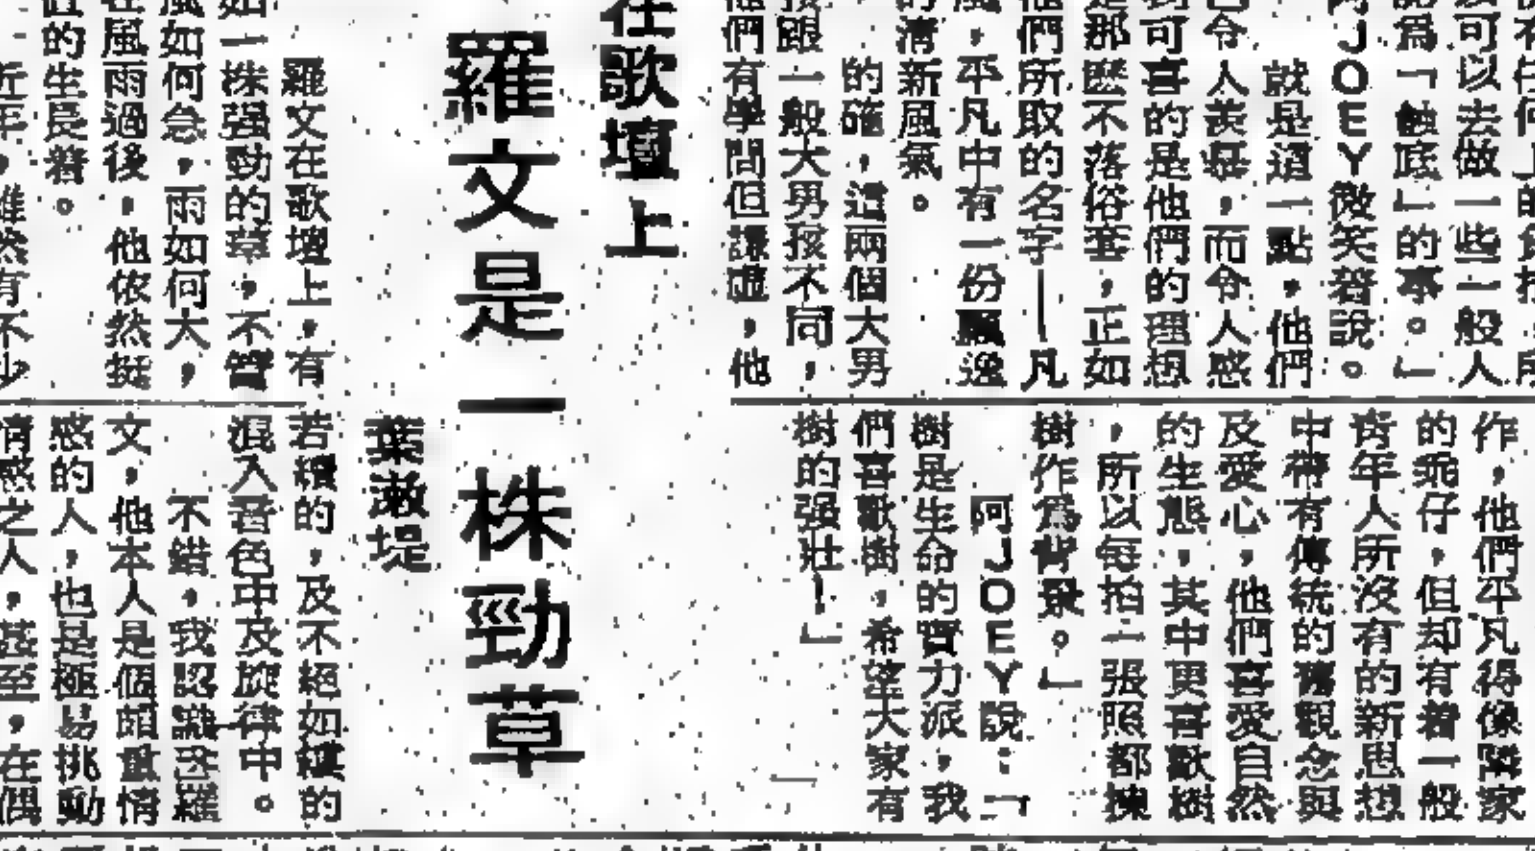 可以去做一些一般人
爲「触底」的事。」
JOEY微笑着說。
就是這一點,他們
令人羨慕,而令人感
到可喜的是他們的理想
是那麽不落俗套,正如
他們所取的名字——凡
風,平凡中有一份飄逸
的清新風氣。
的確,這兩個大男
孩跟一般大男孩不同,
他們有學問但謙遜,他
作,他們平凡得像隣家
的乖仔,但却有着一般
靑年人所沒有的新思想
中帶有傳統的舊觀念與
及愛心,他們喜愛自然
的生態,其中更喜歡樹
,所以每拍一張照都揀
樹作爲背景。」
阿JOEY說:「
樹是生命的實力派,我
們喜歡樹,希望大家有
樹的强壯!」
在歌壇上
羅文是一株勁草
葉漱堤
羅文在歌壇上,有
如一株强勁的草,不管
風如何急,雨如何大,
在風雨過後,他依然挺
直的生長着。
近年,雖然有不少
若續的,及不絕如縷的
混入音色中及旋律中。
不錯,我認識羅
文,他本人是個頗重情
感的人,也是極易挑動
情感之人,甚至,在偶